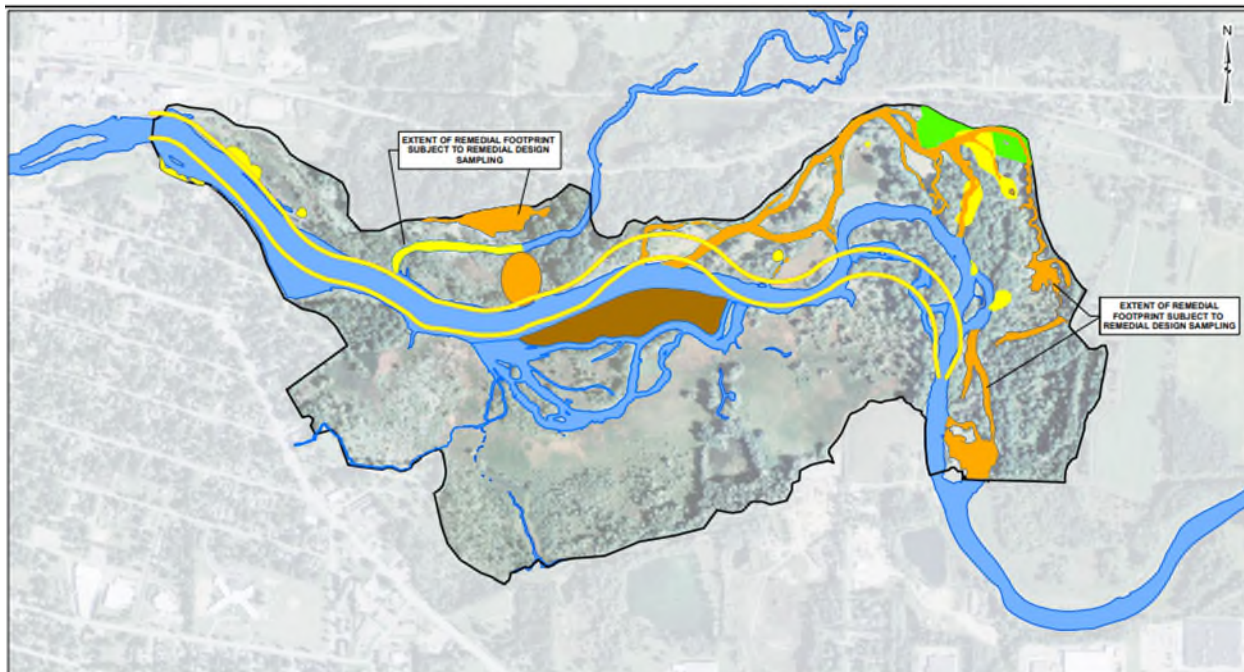 N
EXTENT OF REMEDIAL FOOTPRINT
SUBJECT TO REMEDIAL DESIGN
SAMPLING
EXTENT OF REMEDIAL
FOOTPRINT SUBJECT TO
REMEDIAL DESIGN SAMPLING